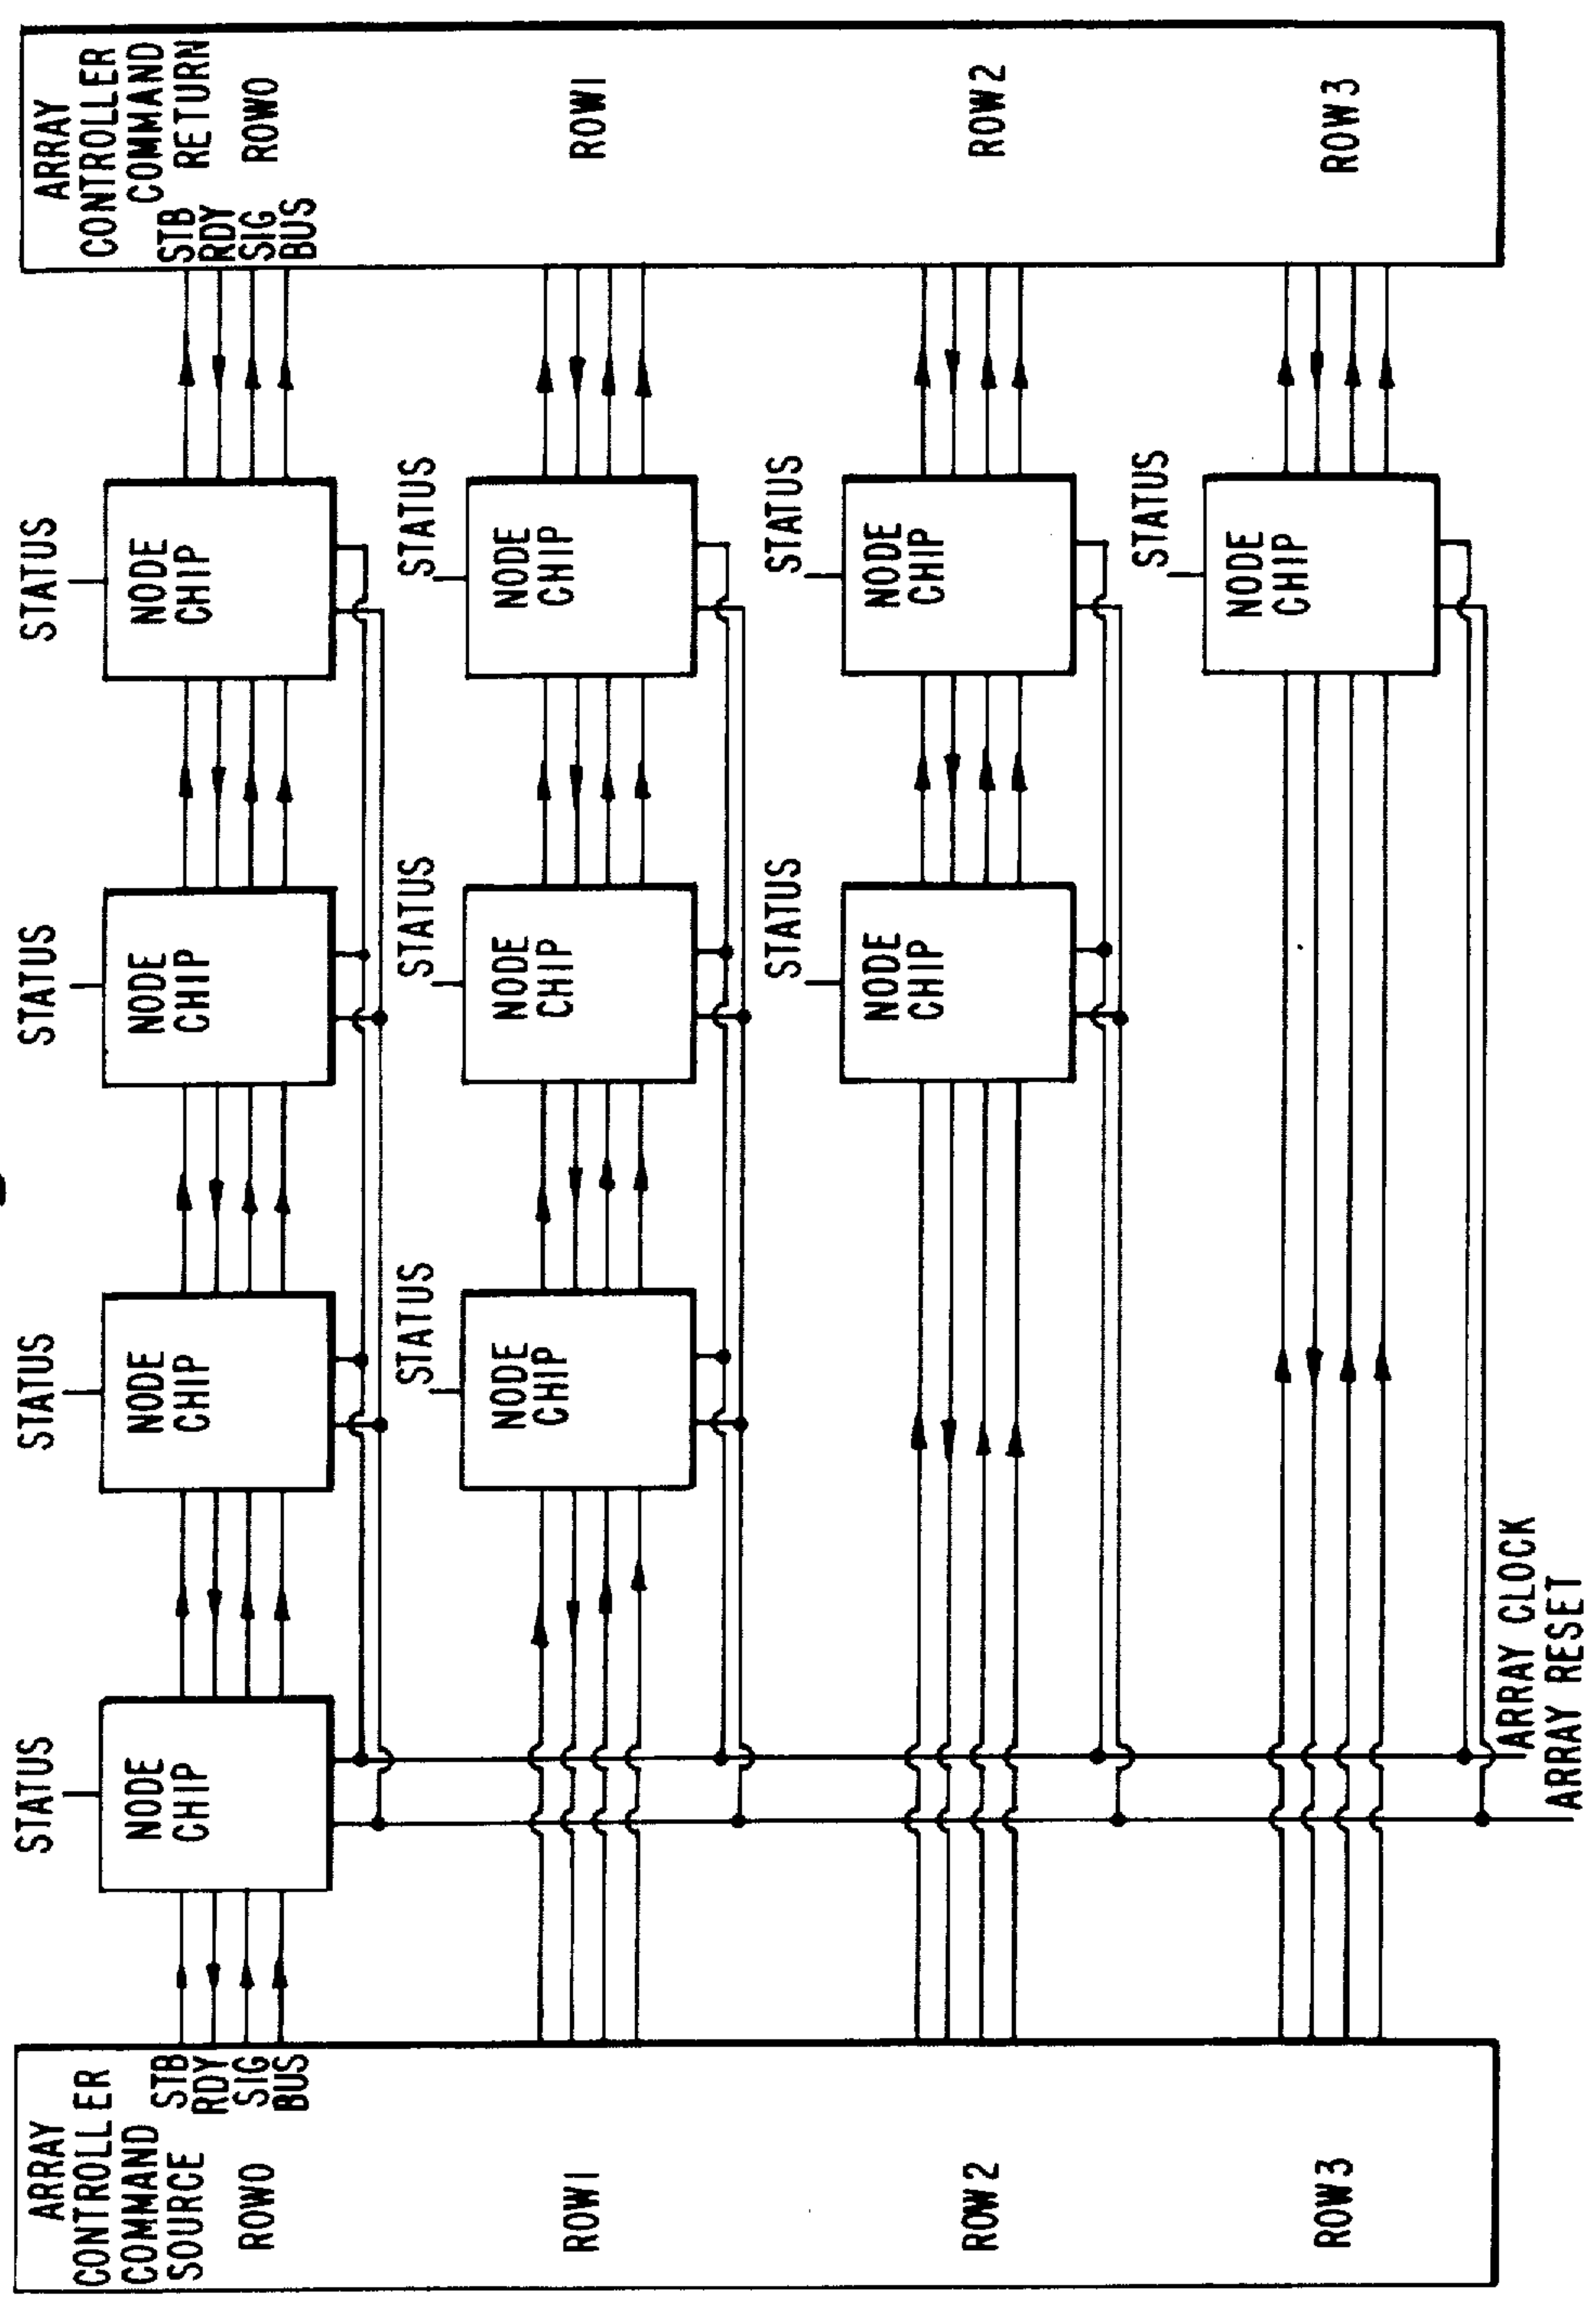 ARRAY
CONTROLLER
COMMAND
SOURCE
STB
RDY
SIG
BUS
ROW0
ROW1
ROW2
ROW3
STATUS
NODE
CHIP
STATUS
NODE
CHIP
STATUS
NODE
CHIP
STATUS
NODE
CHIP
STATUS
NODE
CHIP
STATUS
NODE
CHIP
STATUS
NODE
CHIP
STATUS
NODE
CHIP
STATUS
NODE
CHIP
STATUS
NODE
CHIP
ARRAY CLOCK
ARRAY RESET
ARRAY
CONTROLLER
COMMAND
RETURN
STB
RDY
SIG
BUS
ROW0
ROW1
ROW2
ROW3